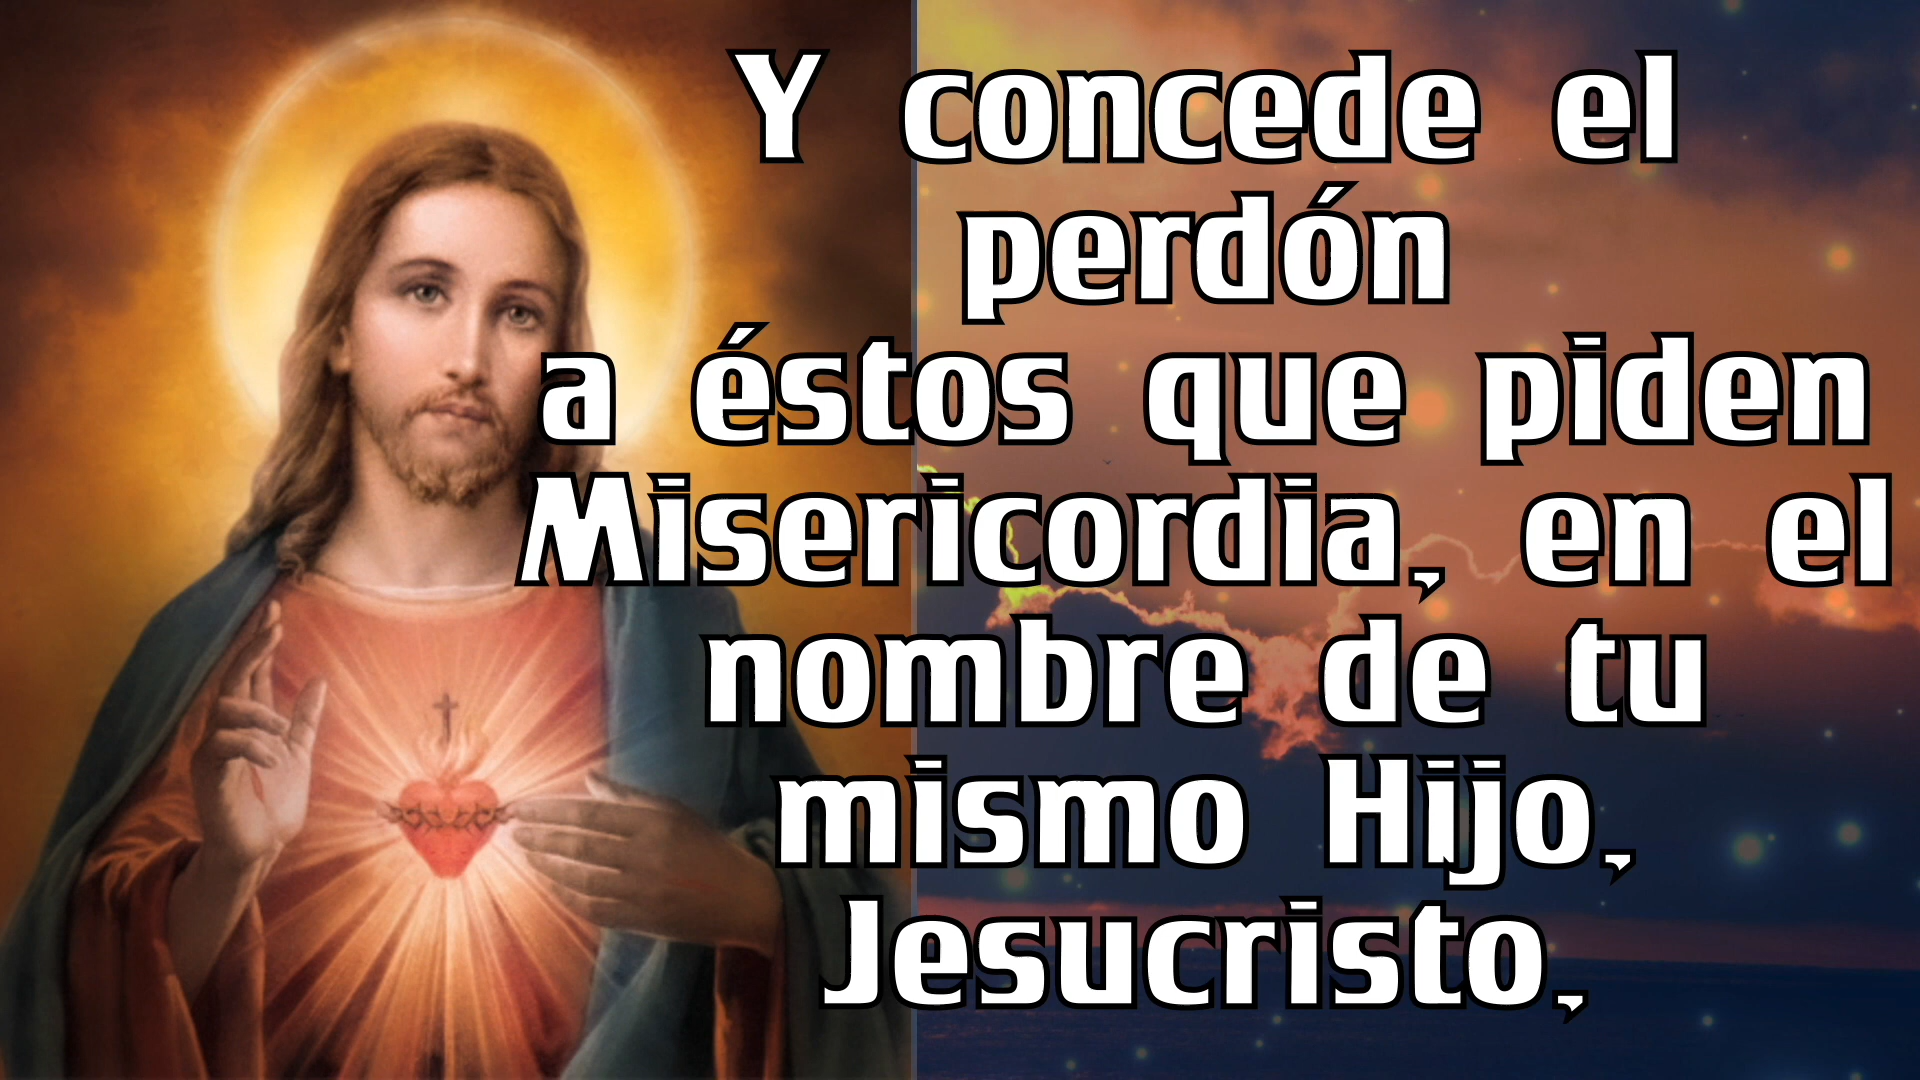 Y concede el
perdón
a éstos que piden
Misericordia, en el
nombre de tu
mismo Hijo,
Jesucristo,